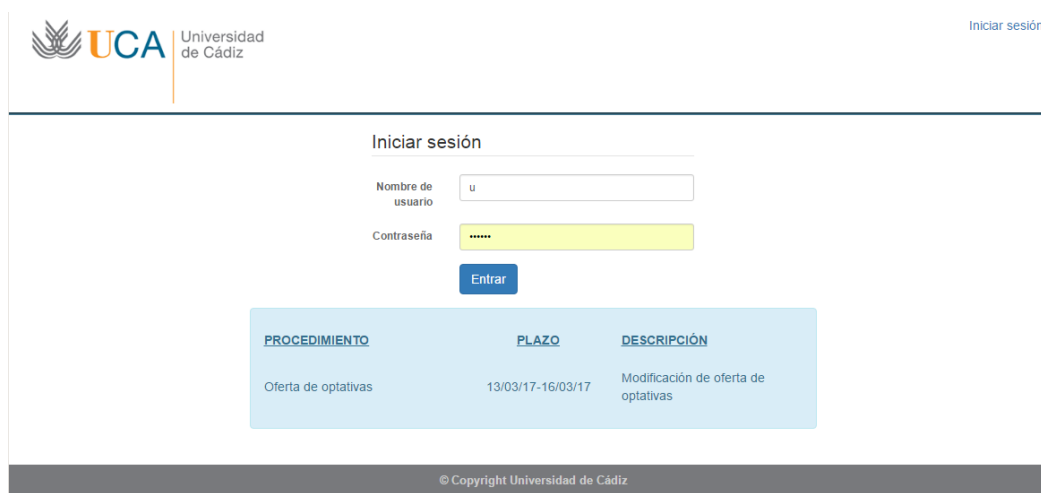 UCA
Universidad
de Cádiz
Iniciar sesión
Iniciar sesión
Nombre de
usuario
u
Contraseña
••••••
Entrar
PROCEDIMIENTO PLAZO DESCRIPCIÓN
Oferta de optativas 13/03/17-16/03/17 Modificación de oferta de
optativas
© Copyright Universidad de Cádiz